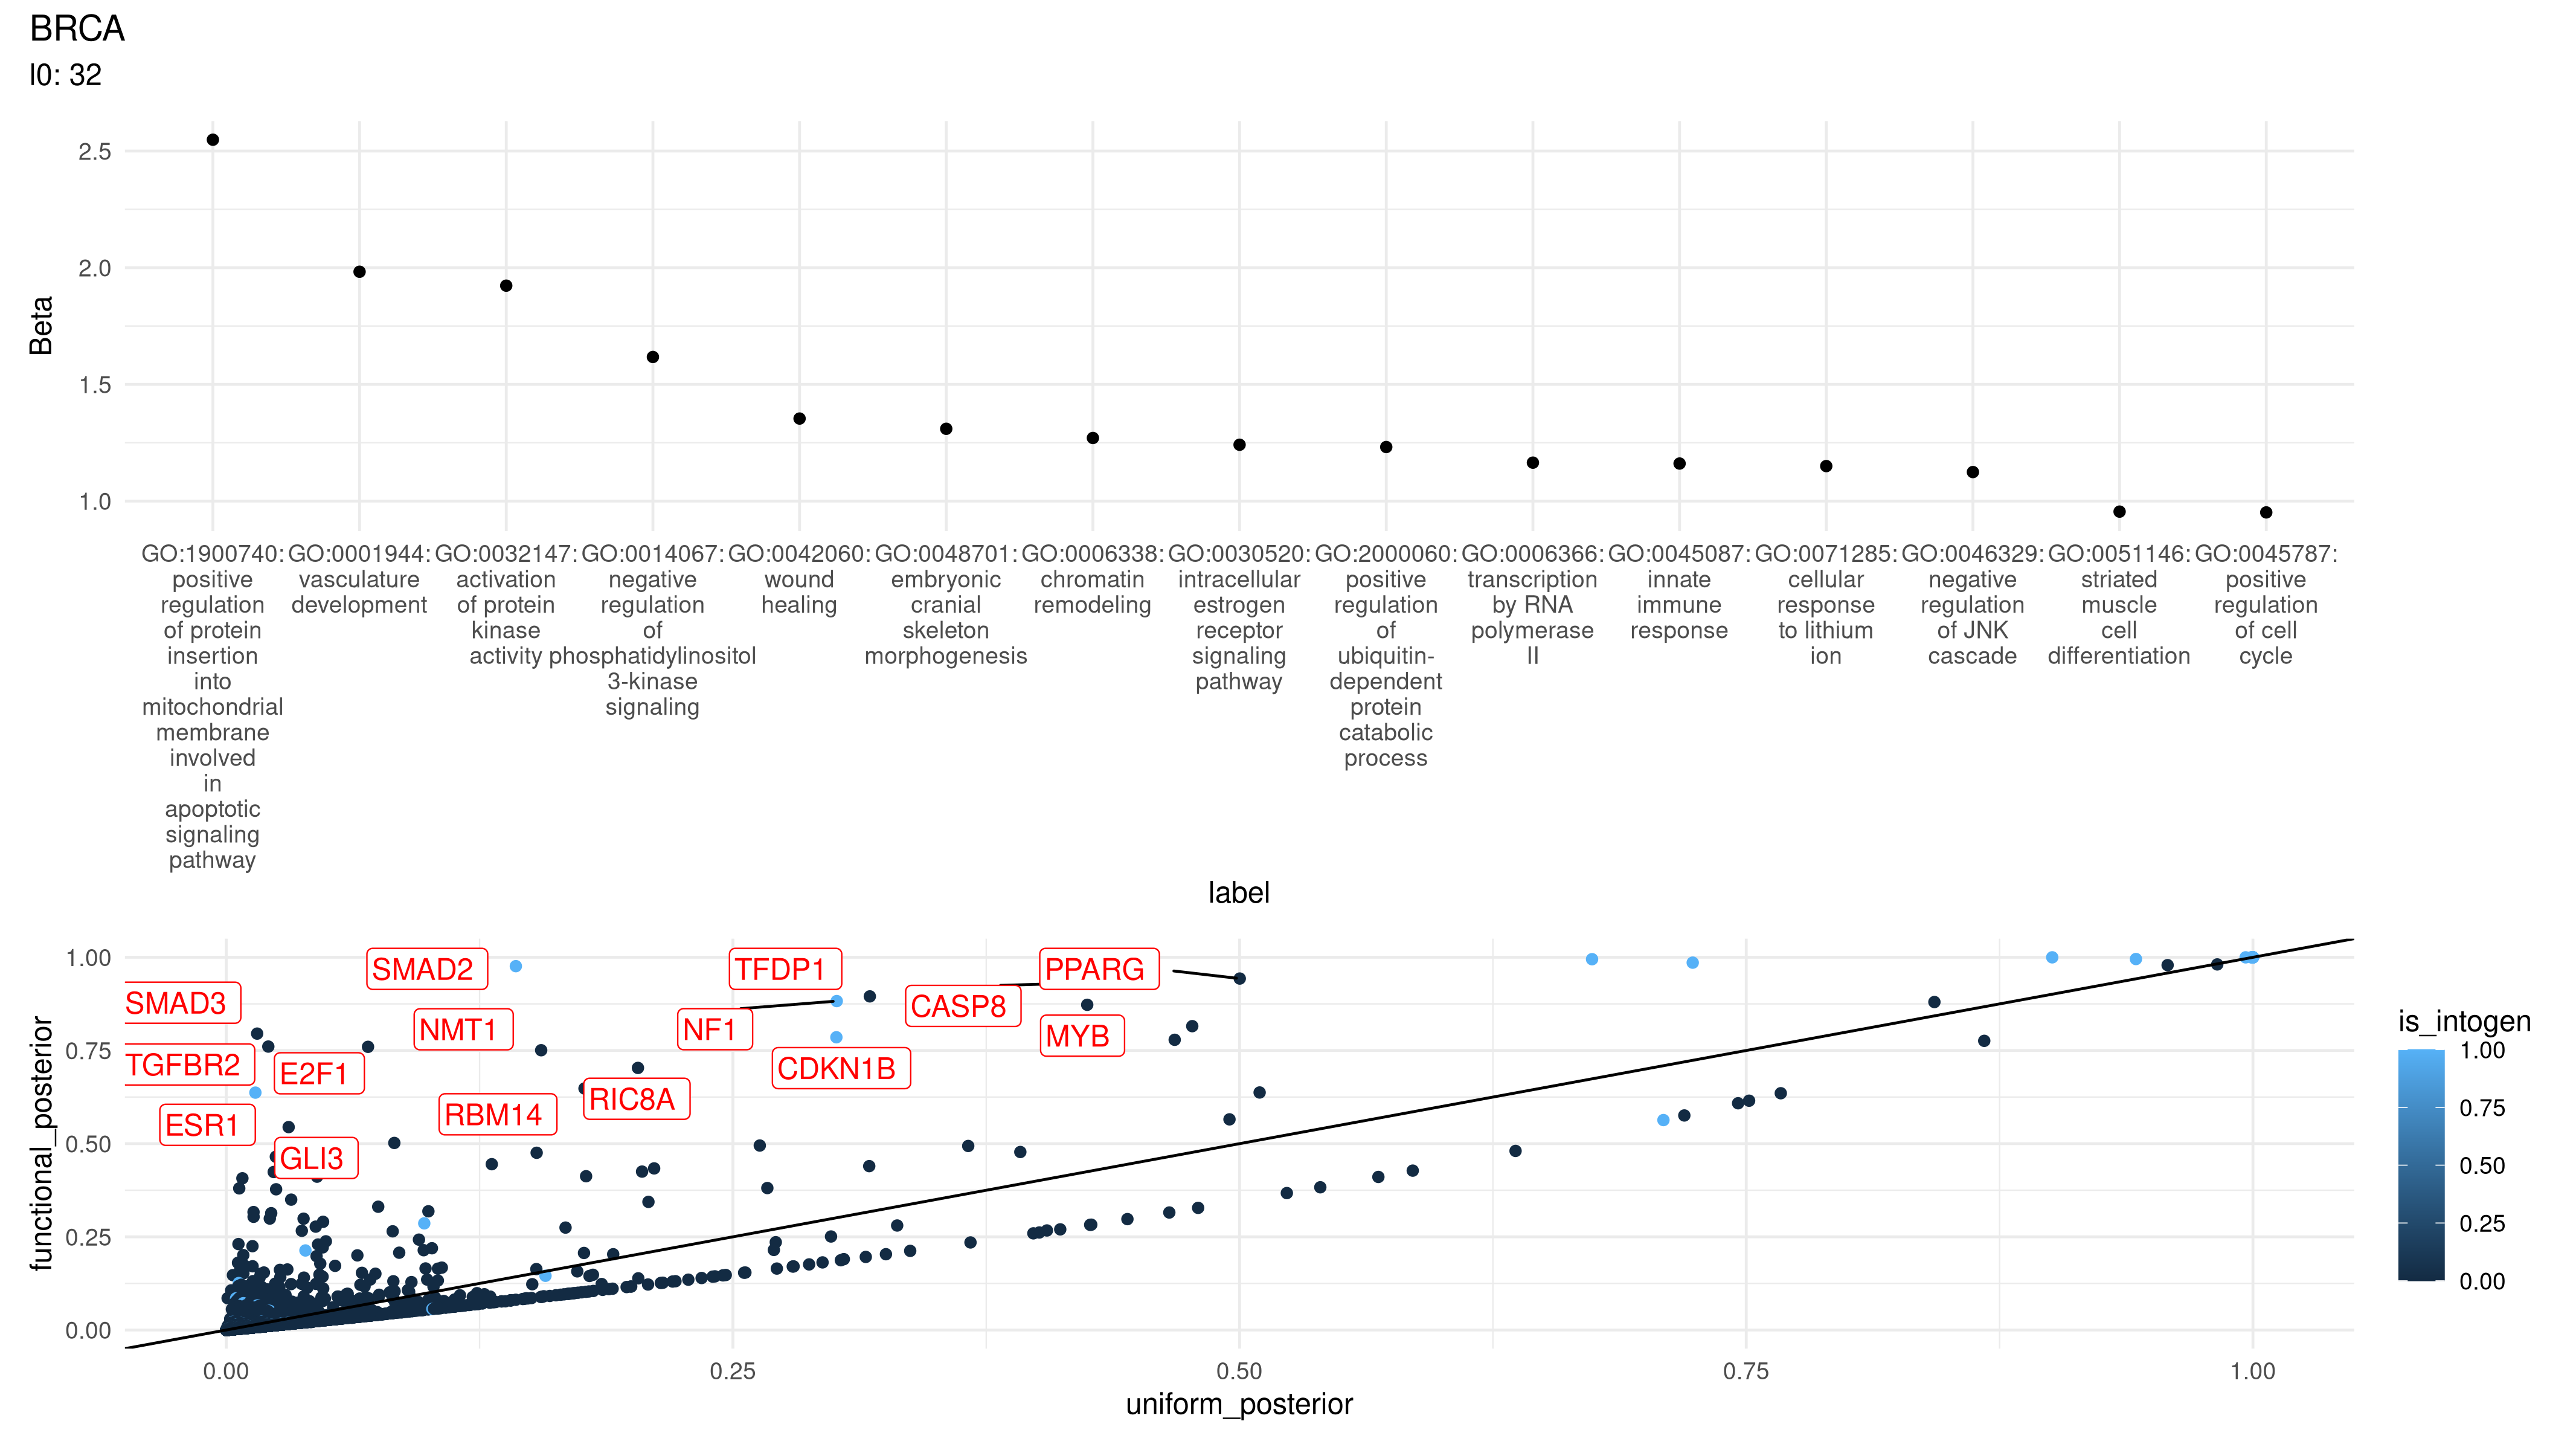 BRCA
l0: 32
Beta
2.5
2.0
1.5
1.0
GO:1900740:
positive
regulation
of protein
insertion
into
mitochondrial
membrane
involved
in
apoptotic
signaling
pathway
GO:0001944:
vasculature
development
GO:0032147:
activation
of protein
kinase
activity
GO:0014067:
negative
regulation
of
phosphatidylinositol
3-kinase
signaling
GO:0042060:
wound
healing
GO:0048701:
embryonic
cranial
skeleton
morphogenesis
GO:0006338:
chromatin
remodeling
GO:0030520:
intracellular
estrogen
receptor
signaling
pathway
GO:2000060:
positive
regulation
of
ubiquitin-
dependent
protein
catabolic
process
GO:0006366:
transcription
by RNA
polymerase
II
GO:0045087:
innate
immune
response
GO:0071285:
cellular
response
to lithium
ion
GO:0046329:
negative
regulation
of JNK
cascade
GO:0051146:
striated
muscle
cell
differentiation
GO:0045787:
positive
regulation
of cell
cycle
label
functional_posterior
1.00
0.75
0.50
0.25
0.00
SMAD2
TFDP1
PPARG
SMAD3
CASP8
NMT1
NF1
MYB
TGFBR2
E2F1
CDKN1B
RIC8A
RBM14
ESR1
GLI3
0.00
0.25
0.50
0.75
1.00
uniform_posterior
is_intogen
1.00
0.75
0.50
0.25
0.00